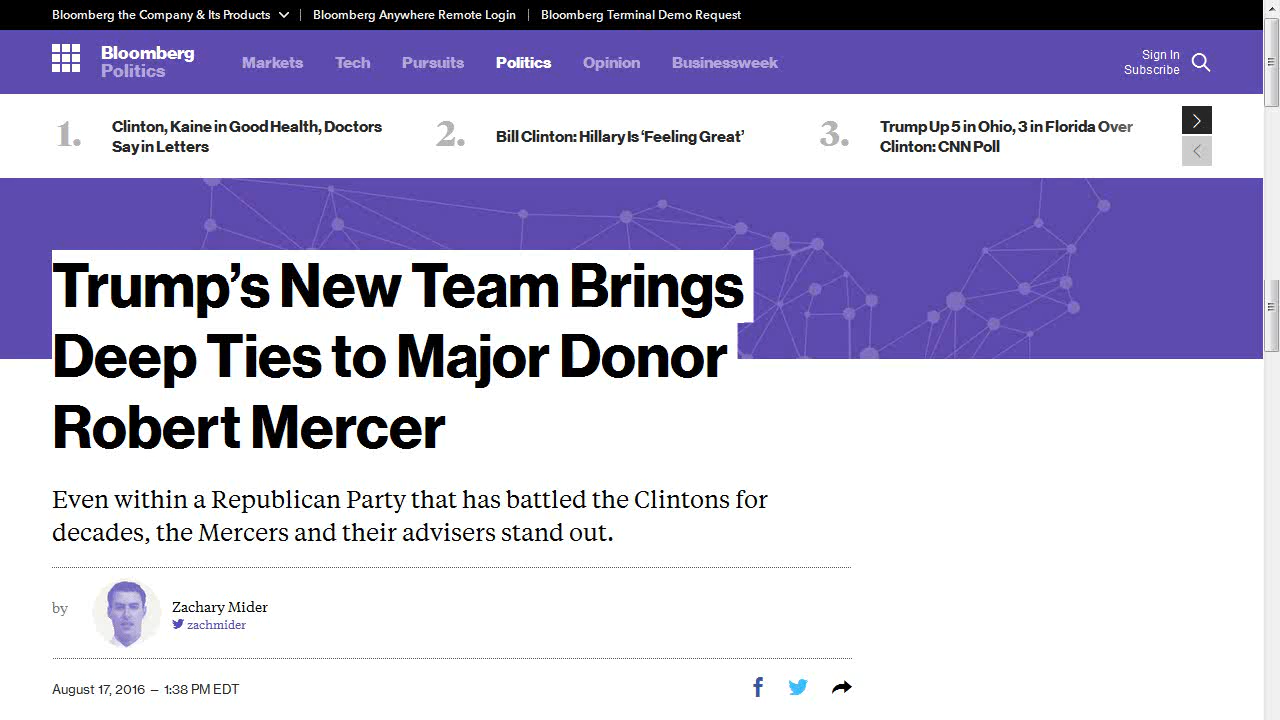 Bloomberg the Company & Its Products
Bloomberg Anywhere Remote Login
Bloomberg Terminal Demo Request
Bloomberg
Politics
Markets
Tech
Pursuits
Politics
Opinion
Businessweek
Sign In
Subscribe
1.
Clinton, Kaine in Good Health, Doctors
Say in Letters
2.
Bill Clinton: Hillary Is ‘Feeling Great’
3.
Trump Up 5 in Ohio, 3 in Florida Over
Clinton: CNN Poll
Trump’s New Team Brings
Deep Ties to Major Donor
Robert Mercer
Even within a Republican Party that has battled the Clintons for
decades, the Mercers and their advisers stand out.
by
Zachary Mider
zachmider
August 17, 2016 — 1:38 PM EDT